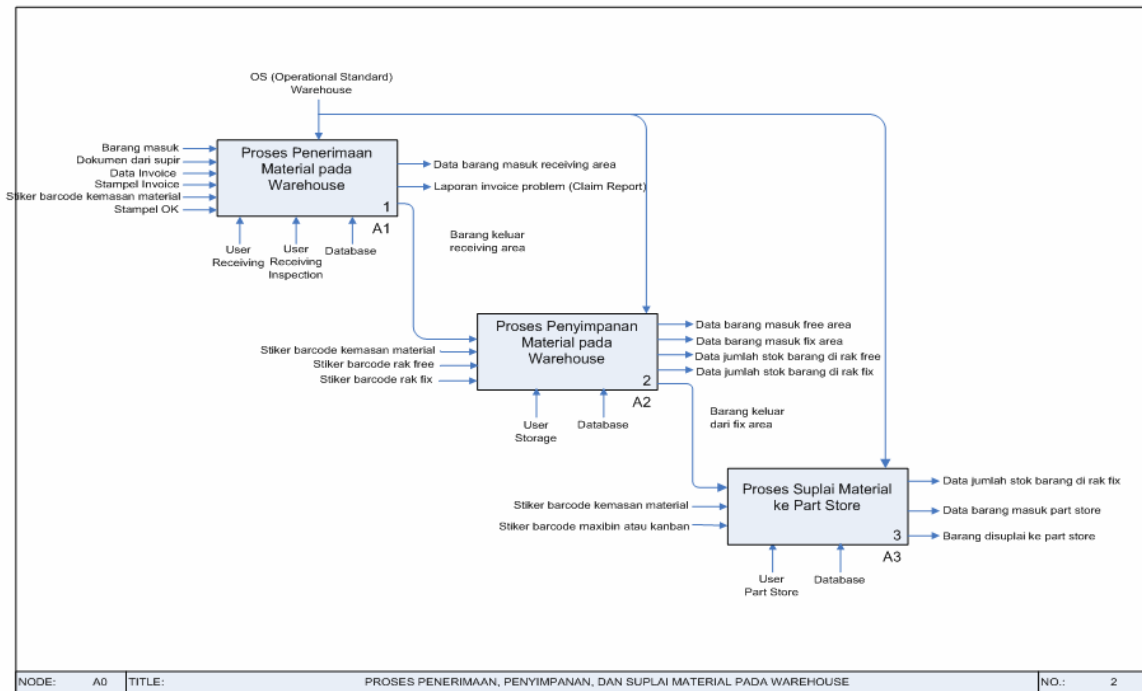 OS (Operational Standard)
Warehouse
Barang masuk
Dokumen dari supir
Data Invoice
Stampel Invoice
Stiker barcode kemasan material
Stampel OK
Proses Penerimaan
Material pada
Warehouse
1
A1
Data barang masuk receiving area
Laporan invoice problem (Claim Report)
User
Receiving
User
Receiving
Inspection
Database
Barang keluar
receiving area
Stiker barcode kemasan material
Stiker barcode rak free
Stiker barcode rak fix
Proses Penyimpanan
Material pada
Warehouse
2
A2
Data barang masuk free area
Data barang masuk fix area
Data jumlah stok barang di rak free
Data jumlah stok barang di rak fix
User
Storage
Database
Barang keluar
dari fix area
Stiker barcode kemasan material
Stiker barcode maxibin atau kanban
Proses Suplai Material
ke Part Store
3
A3
Data jumlah stok barang di rak fix
Data barang masuk part store
Barang disuplai ke part store
User
Part Store
Database
NODE: A0 TITLE: PROSES PENERIMAAN, PENYIMPANAN, DAN SUPLAI MATERIAL PADA WAREHOUSE NO.: 2